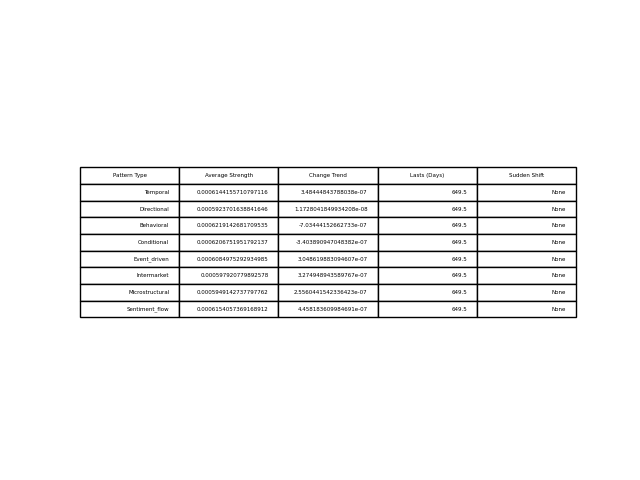 Pattern Type Average Strength Change Trend Lasts (Days) Sudden Shift
Temporal 0.0006144155710797116 3.48444843788038e-07 649.5 None
Directional 0.0005923701638841646 1.1728041849934208e-08 649.5 None
Behavioral 0.0006219142681709535 -7.03444152662733e-07 649.5 None
Conditional 0.0006206751951792137 -3.403890947048382e-07 649.5 None
Event_driven 0.0006084975292934985 3.048619883094607e-07 649.5 None
Intermarket 0.000597920779892578 3.274948943589767e-07 649.5 None
Microstructural 0.0005949142737797762 2.5560441542336423e-07 649.5 None
Sentiment_flow 0.0006154057369168912 4.458183609984691e-07 649.5 None